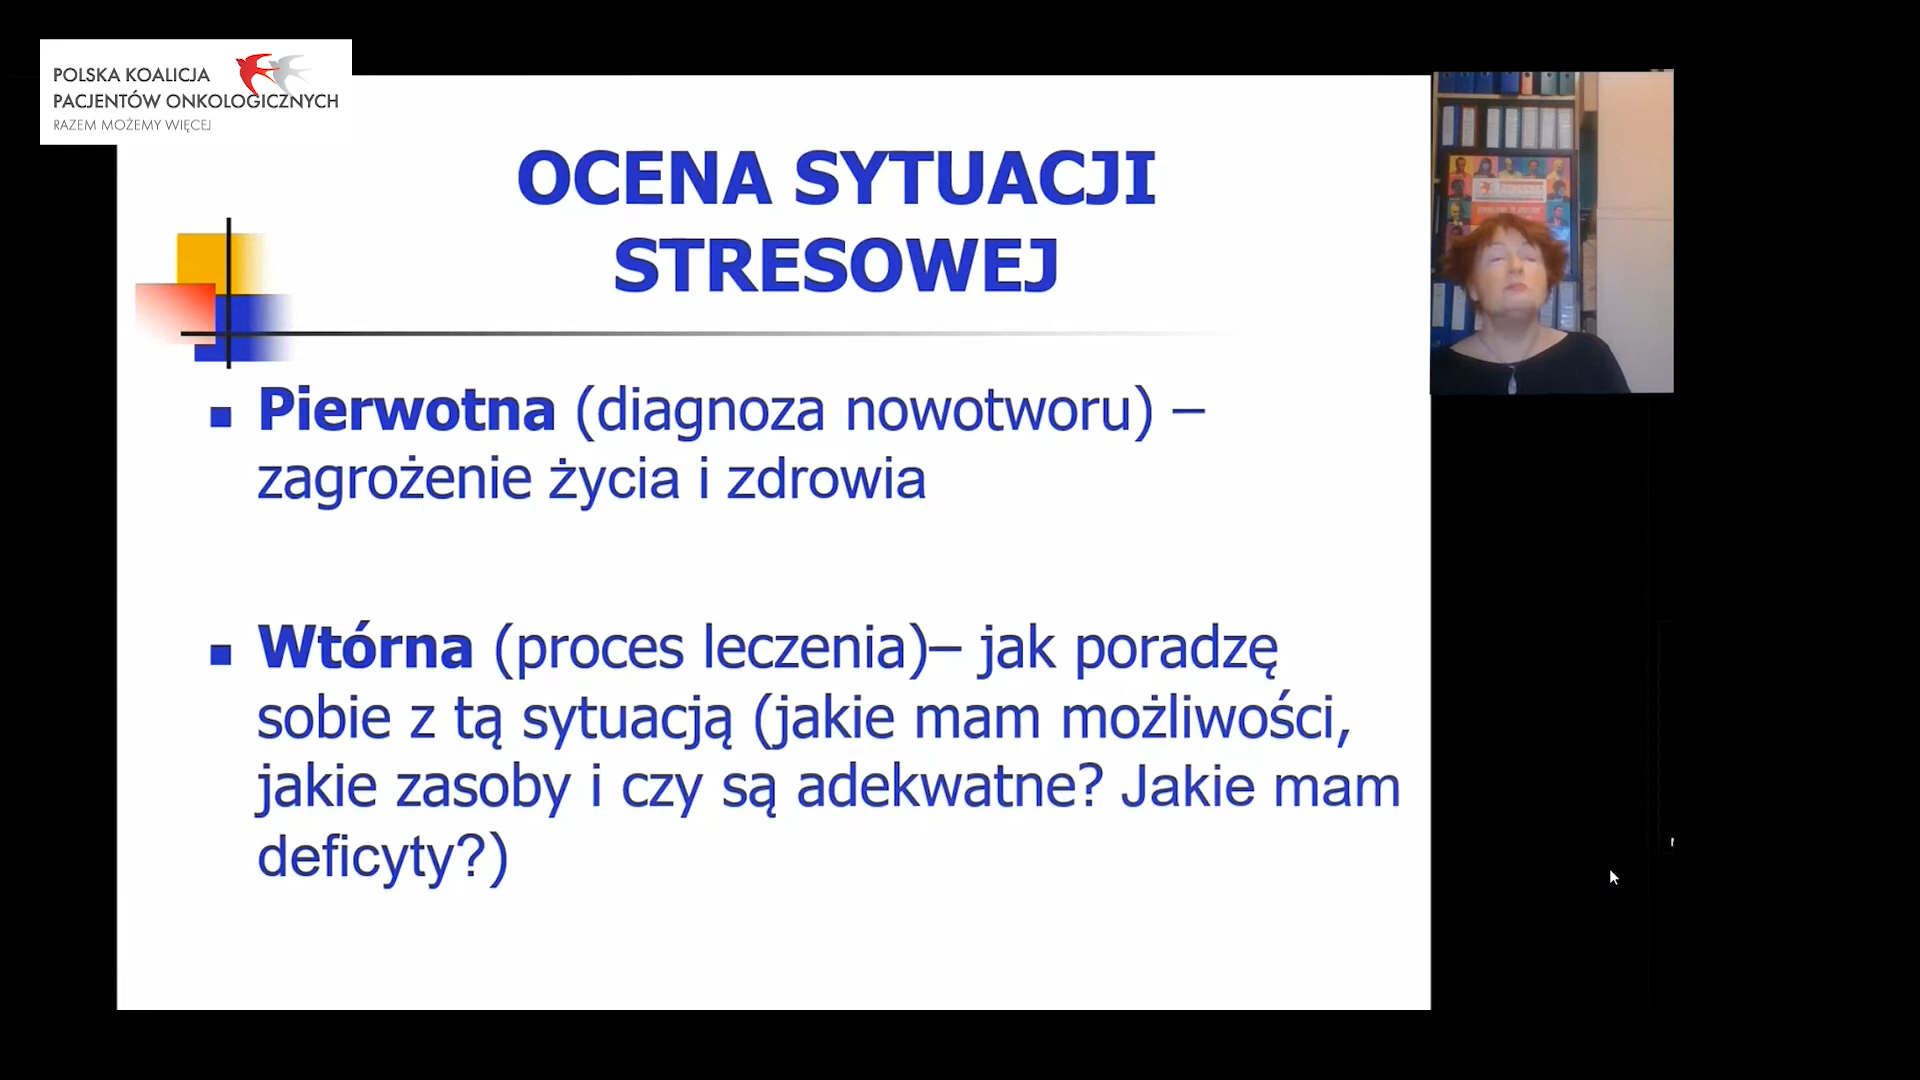 POLSKA KOALICJA
PACJENTÓW ONKOLOGICZNYCH
RAZEM MOŻEMY WIĘCEJ
OCENA SYTUACJI
STRESOWEJ
Pierwotna (diagnoza nowotworu) –
zagrożenie życia i zdrowia
Wtórna (proces leczenia)– jak poradzę
sobie z tą sytuacją (jakie mam możliwości,
jakie zasoby i czy są adekwatne? Jakie mam
deficyty?)